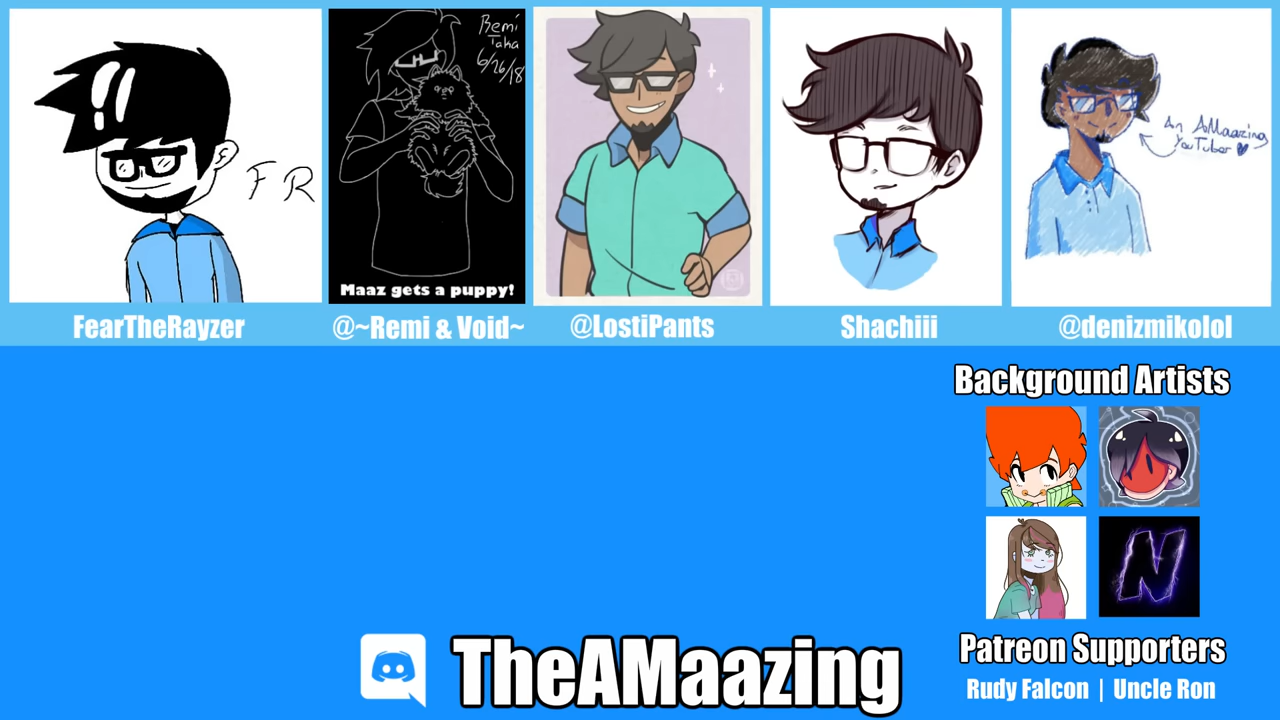 !!
FR
Remi
Taka
6/26/18
Maaz gets a puppy!
An AMaazing
YouTuber
FearTheRayzer
@~Remi & Void~
@LostiPants
Shachiii
@denizmikolol
Background Artists
N
Patreon Supporters
Rudy Falcon | Uncle Ron
TheAMaazing